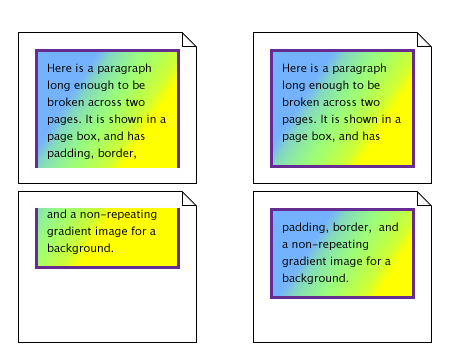 Here is a paragraph
long enough to be
broken across two
pages. It is shown in a
page box, and has
padding, border,
and a non-repeating
gradient image for a
background.
Here is a paragraph
long enough to be
broken across two
pages. It is shown in a
page box, and has
padding, border,  and
a non-repeating
gradient image for a
background.